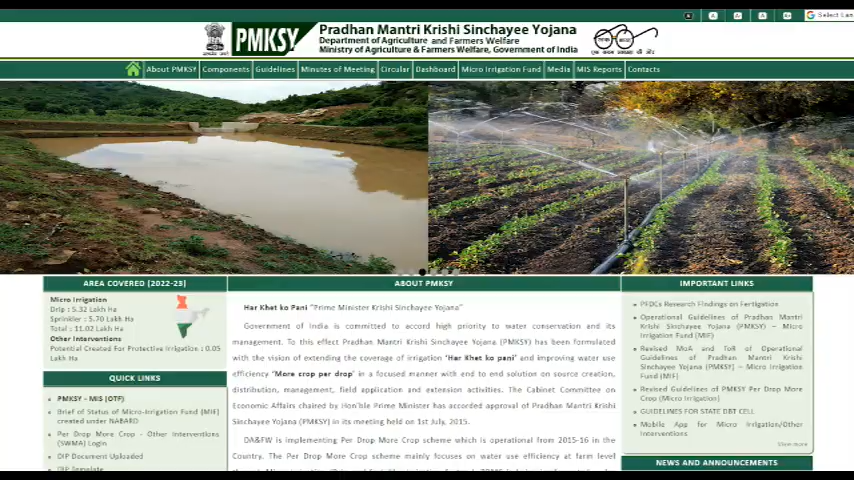 Select Lan
PMKSY
Pradhan Mantri Krishi Sinchayee Yojana
Department of Agriculture and Farmers Welfare
Ministry of Agriculture & Farmers Welfare, Government of India
About PMKSY Components Guidelines Minutes of Meeting Circular Dashboard Micro Irrigation Fund Media MIS Reports Contacts
AREA COVERED (2022-23)
Micro Irrigation
Drip : 5.32 Lakh Ha
Sprinkler : 5.70 Lakh Ha
Total : 11.02 Lakh Ha
Other Interventions
Potential Created For Protective Irrigation : 0.05
Lakh Ha
QUICK LINKS
PMKSY - MIS (OTF)
Brief of Status of Micro-Irrigation Fund (MIF)
created under NABARD
Per Drop More Crop - Other Interventions
(SWMA) Login
DIP Document Uploaded
DIP Template
ABOUT PMKSY
Har Khet ko Pani "Prime Minister Krishi Sinchayee Yojana"
Government of India is committed to accord high priority to water conservation and its
management. To this effect Pradhan Mantri Krishi Sinchayee Yojana (PMKSY) has been formulated
with the vision of extending the coverage of irrigation 'Har Khet ko pani' and improving water use
efficiency 'More crop per drop' in a focused manner with end to end solution on source creation,
distribution, management, field application and extension activities. The Cabinet Committee on
Economic Affairs chaired by Hon'ble Prime Minister has accorded approval of Pradhan Mantri Krishi
Sinchayee Yojana (PMKSY) in its meeting held on 1st July, 2015.
DA&FW is implementing Per Drop More Crop scheme which is operational from 2015-16 in the
Country. The Per Drop More Crop scheme mainly focuses on water use efficiency at farm level
IMPORTANT LINKS
PFDCs Research Findings on Fertigation
Operational Guidelines of Pradhan Mantri
Krishi Sinchayee Yojana (PMKSY) – Micro
Irrigation Fund (MIF)
Revised MoA and ToR of Operational
Guidelines of Pradhan Mantri Krishi
Sinchayee Yojana (PMKSY) – Micro Irrigation
Fund (MIF)
Revised Guidelines of PMKSY Per Drop More
Crop (Micro Irrigation)
GUIDELINES FOR STATE DBT CELL
Mobile App for Micro Irrigation/Other
Interventions
Show more
NEWS AND ANNOUNCEMENTS